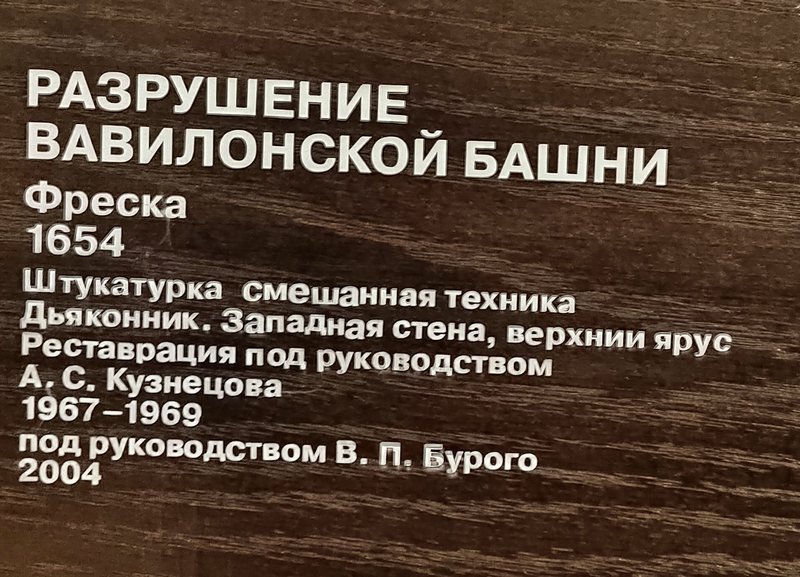 РАЗРУШЕНИЕ
ВАВИЛОНСКОЙ БАШНИ
Фреска
1654
Штукатурка смешанная техника
Дьяконник. Западная стена, верхнии ярус
Реставрация под руководством
А. С. Кузнецова
1967–1969
под руководством В. П. Бурого
2004